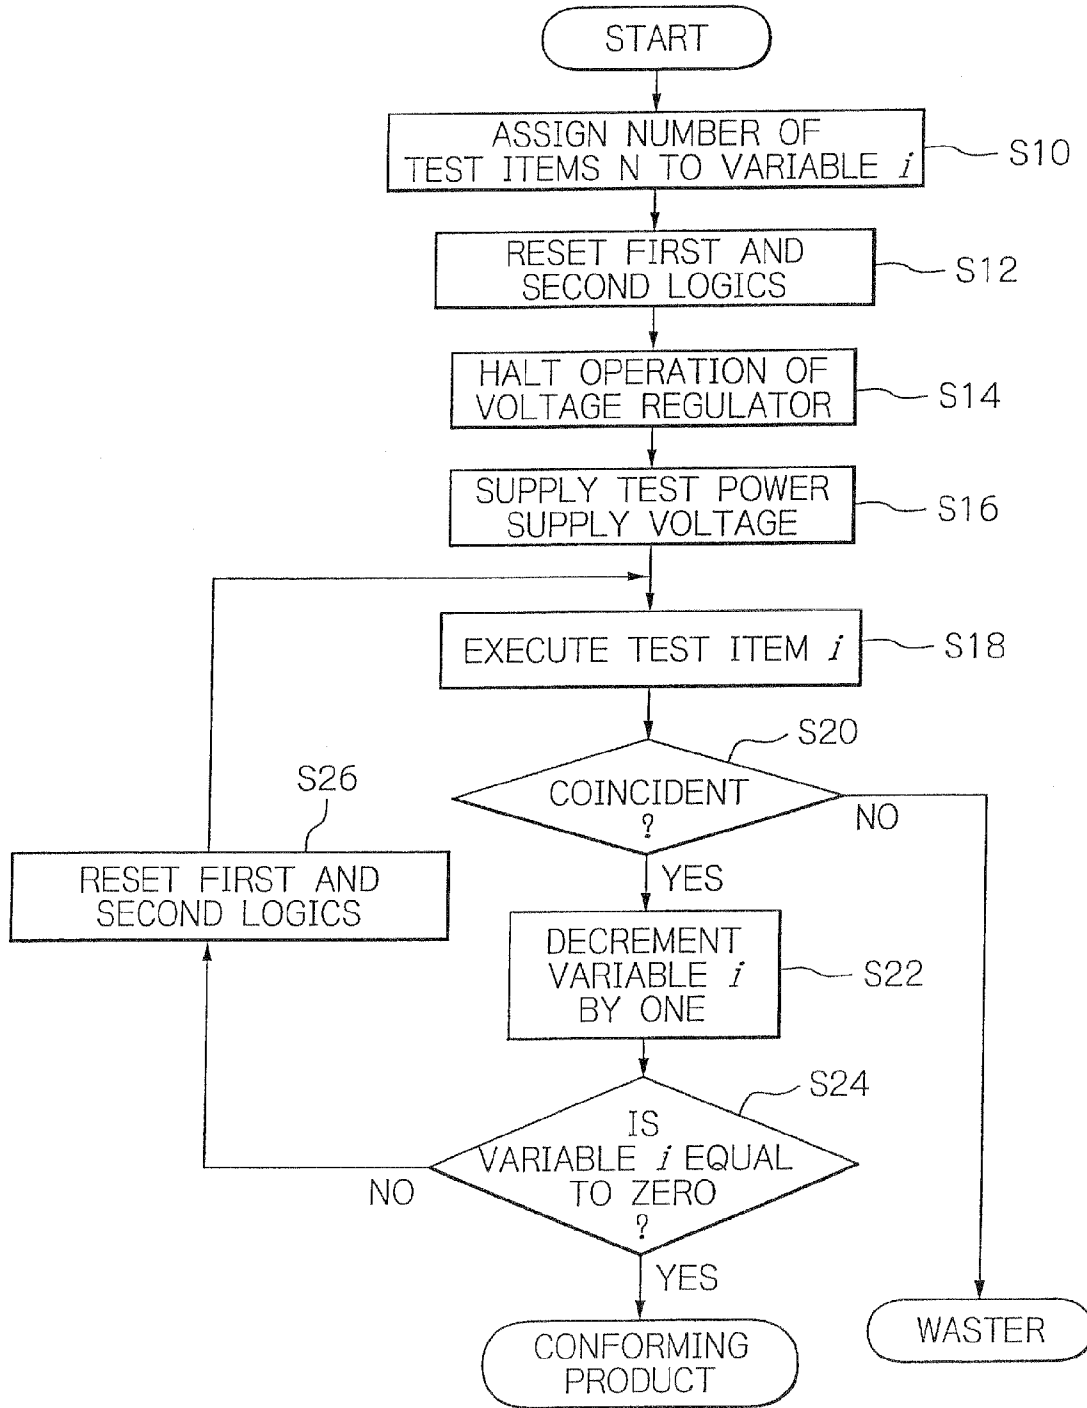 START
ASSIGN NUMBER OF
TEST ITEMS N TO VARIABLE i
S10
RESET FIRST AND
SECOND LOGICS
S12
HALT OPERATION OF
VOLTAGE REGULATOR
S14
SUPPLY TEST POWER
SUPPLY VOLTAGE
S16
EXECUTE TEST ITEM i
S18
S20
COINCIDENT
?
NO
YES
S26
RESET FIRST AND
SECOND LOGICS
DECREMENT
VARIABLE i
BY ONE
S22
S24
IS
VARIABLE i EQUAL
TO ZERO
?
NO
YES
CONFORMING
PRODUCT
WASTER